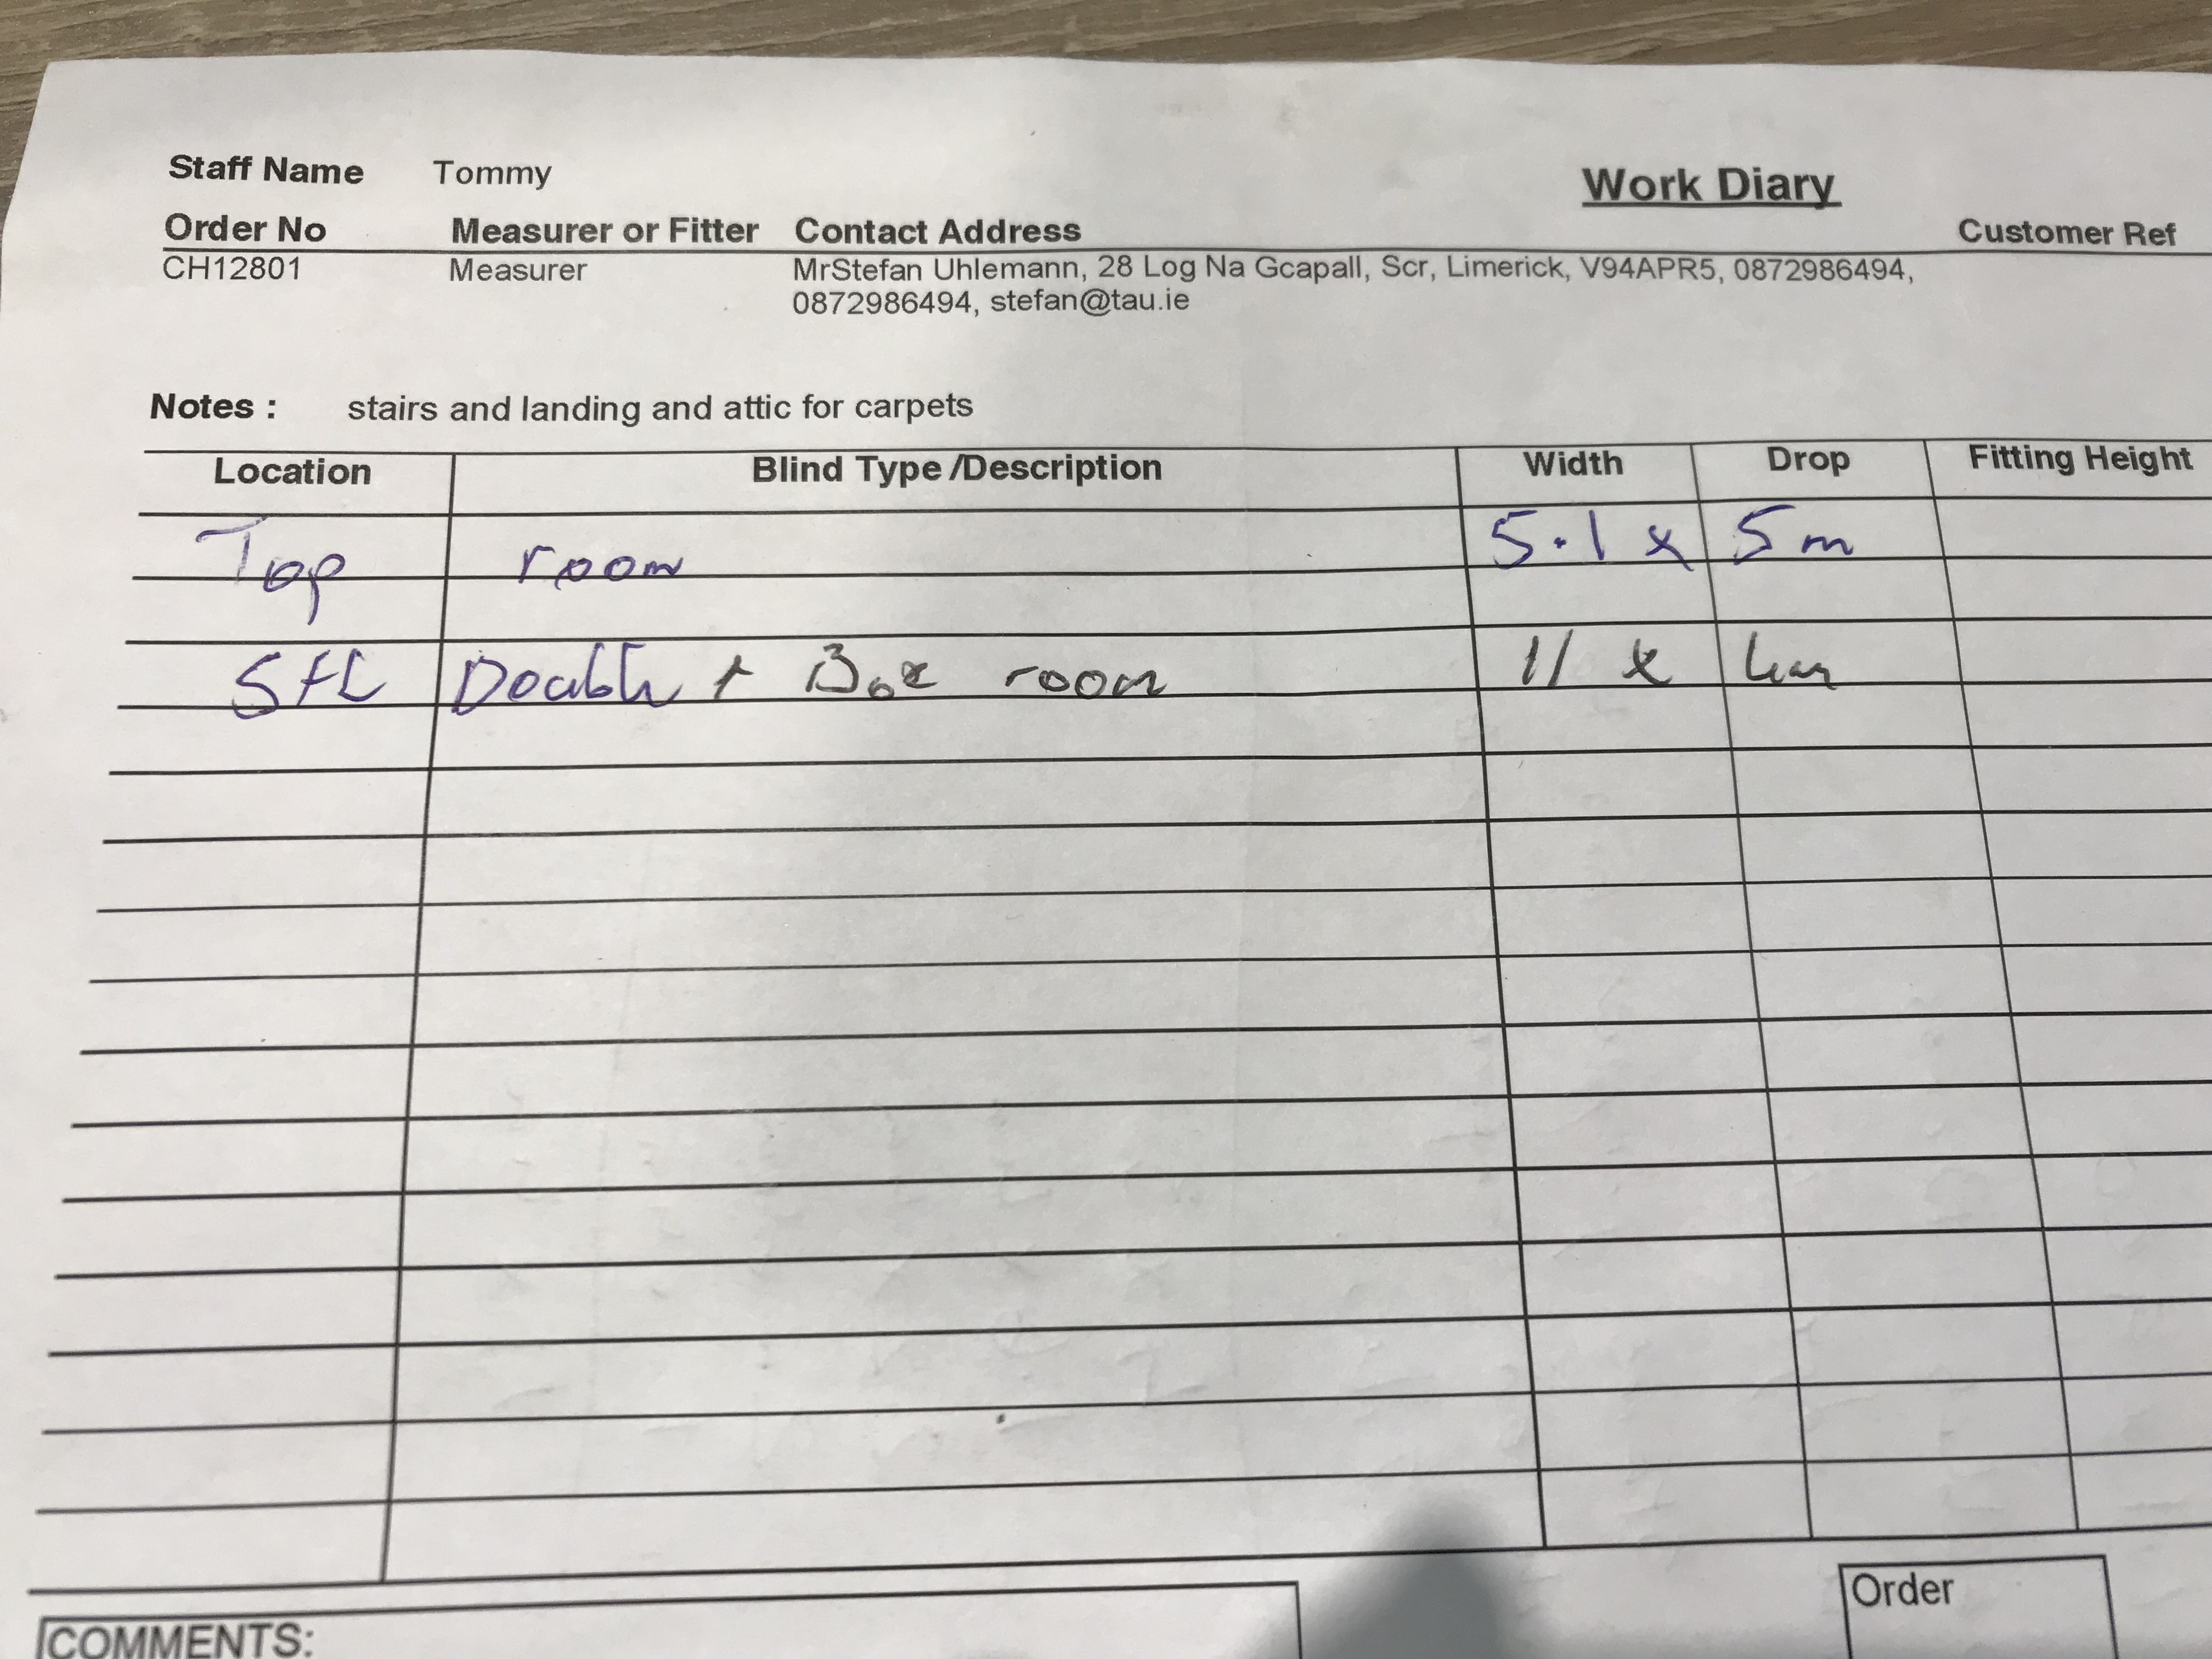 Staff Name Tommy
Work Diary
Order No Measurer or Fitter Contact Address Customer Ref
CH12801 Measurer MrStefan Uhlemann, 28 Log Na Gcapall, Scr, Limerick, V94APR5, 0872986494,
0872986494, stefan@tau.ie
Notes : stairs and landing and attic for carpets
Location Blind Type /Description Width Drop Fitting Height
Top room 5.1 x 5m
S+L Double + Box room 11 x 4m
Order
COMMENTS: